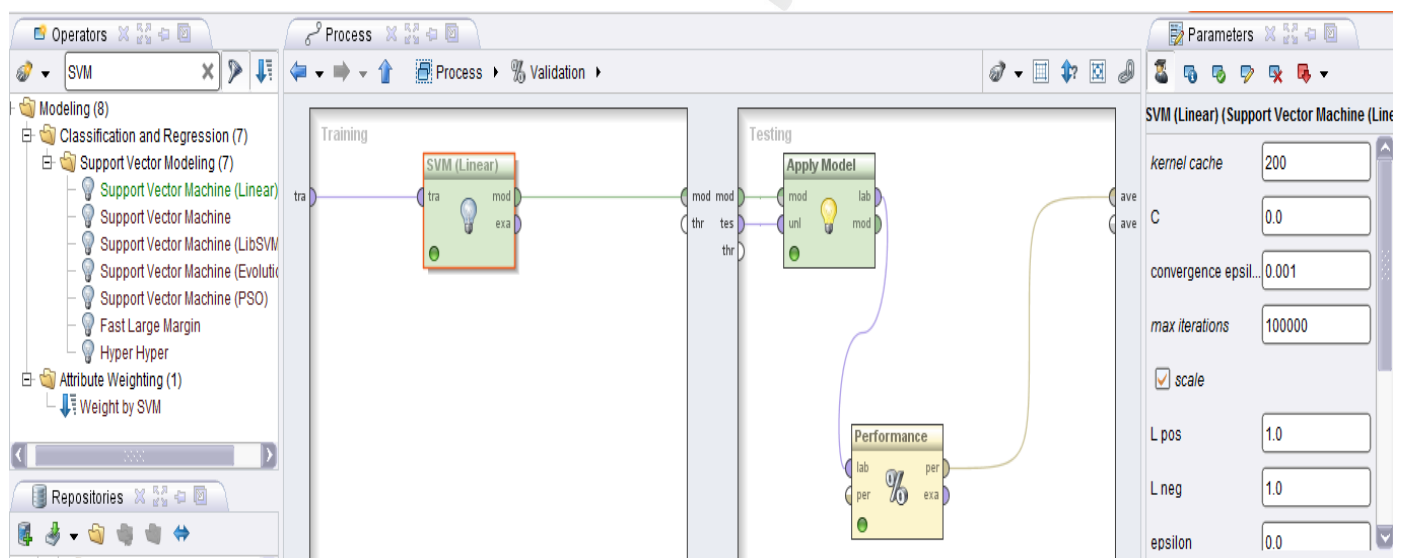 Operators
SVM
Modeling (8)
Classification and Regression (7)
Support Vector Modeling (7)
Support Vector Machine (Linear)
Support Vector Machine
Support Vector Machine (LibSVM
Support Vector Machine (Evolutic
Support Vector Machine (PSO)
Fast Large Margin
Hyper Hyper
Attribute Weighting (1)
Weight by SVM
Repositories
Process
Process
Validation
Training
SVM (Linear)
tra
tra
mod
exa
mod
thr
Testing
mod
tes
thr
Apply Model
mod
lab
unl
mod
Performance
lab
per
per
exa
%
ave
ave
Parameters
SVM (Linear) (Support Vector Machine (Line
kernel cache 200
C 0.0
convergence epsil... 0.001
max iterations 100000
scale
L pos 1.0
L neg 1.0
epsilon 0.0